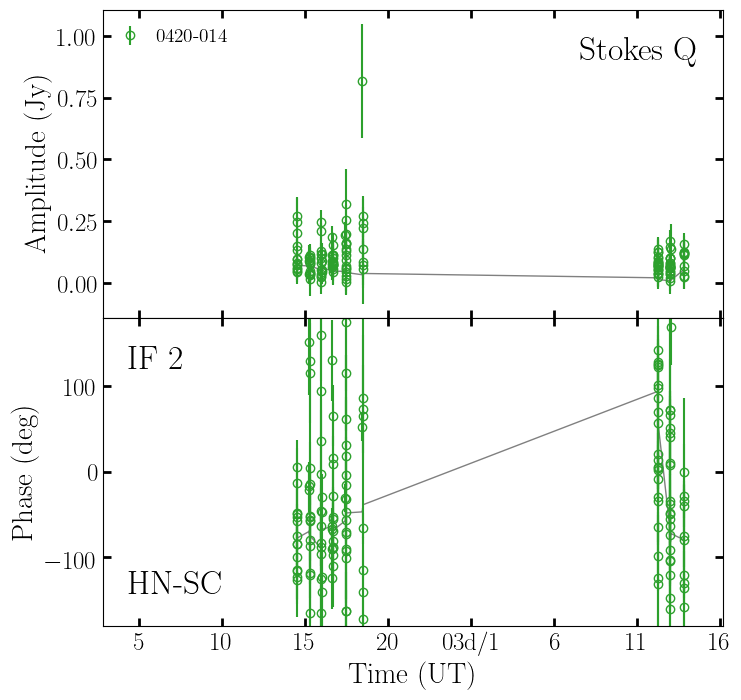 0420-014
Stokes Q
1.00
0.75
0.50
0.25
0.00
Amplitude (Jy)
IF 2
100
0
−100
Phase (deg)
HN-SC
5 10 15 20 03d/1 6 11 16
Time (UT)